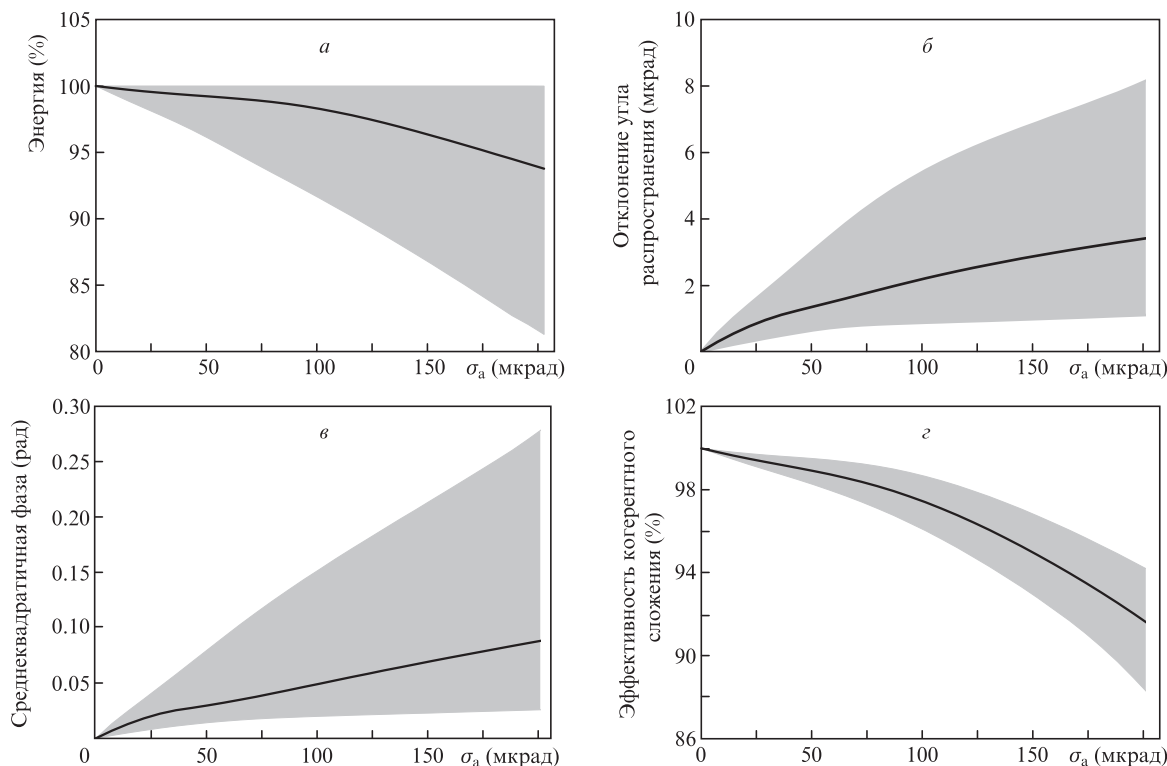 105
а
Энергия (%)
100
95
90
85
80
50
100
150
σа (мкрад)
10
б
Отклонение угла
распространения (мкрад)
8
6
4
2
0
50
100
150
σа (мкрад)
0.30
в
Среднеквадратичная фаза (рад)
0.25
0.20
0.15
0.10
0.05
0
50
100
150
σа (мкрад)
102
г
Эффективность когерентного
сложения (%)
98
94
90
86
0
50
100
150
σа (мкрад)